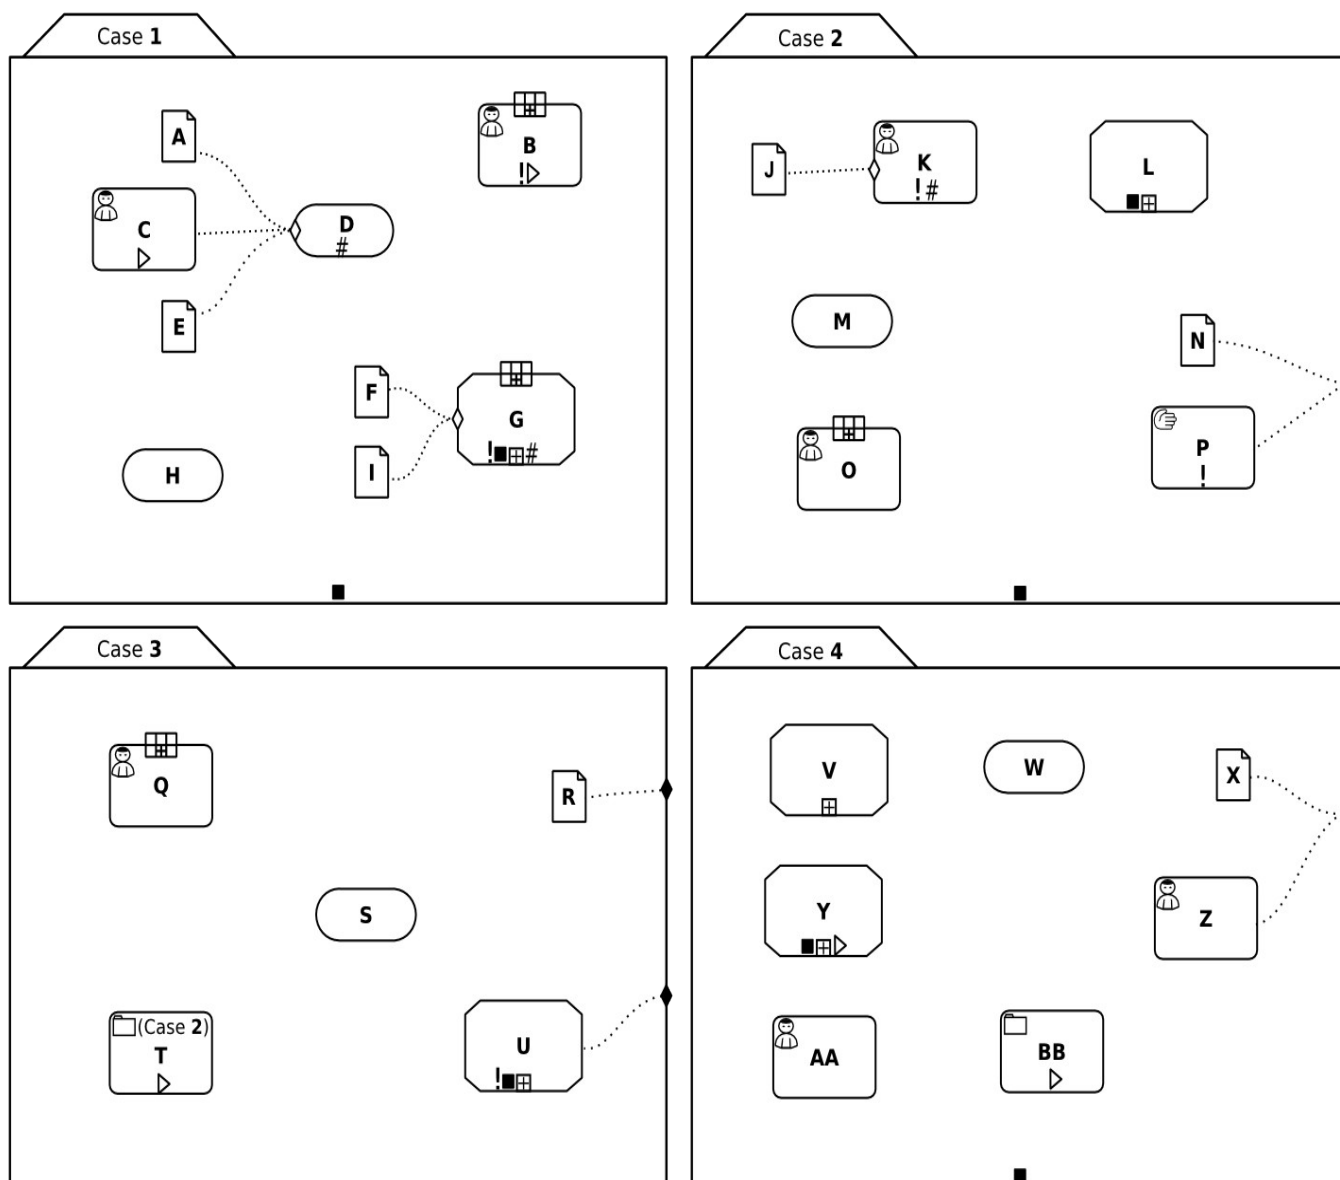 Case 1
Case 2
A
B
C
D
#
!
E
F
G
! #
H
I
J
K
! #
L
M
N
O
P
!
Case 3
Case 4
Q
R
S
(Case 2)
T
U
!
V
W
X
Y
Z
AA
BB